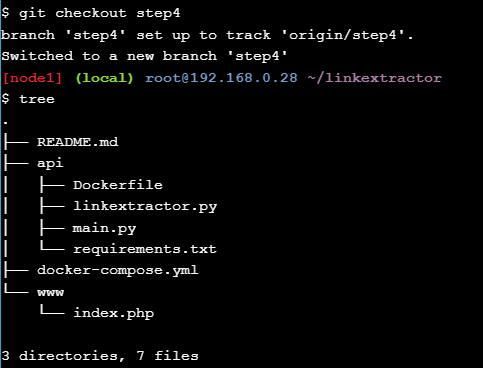 $ git checkout step4
branch 'step4' set up to track 'origin/step4'.
Switched to a new branch 'step4'
[node1] (local) root@192.168.0.28 ~/linkextractor
$ tree
.
├── README.md
├── api
│   ├── Dockerfile
│   ├── linkextractor.py
│   ├── main.py
│   └── requirements.txt
├── docker-compose.yml
└── www
    └── index.php
3 directories, 7 files